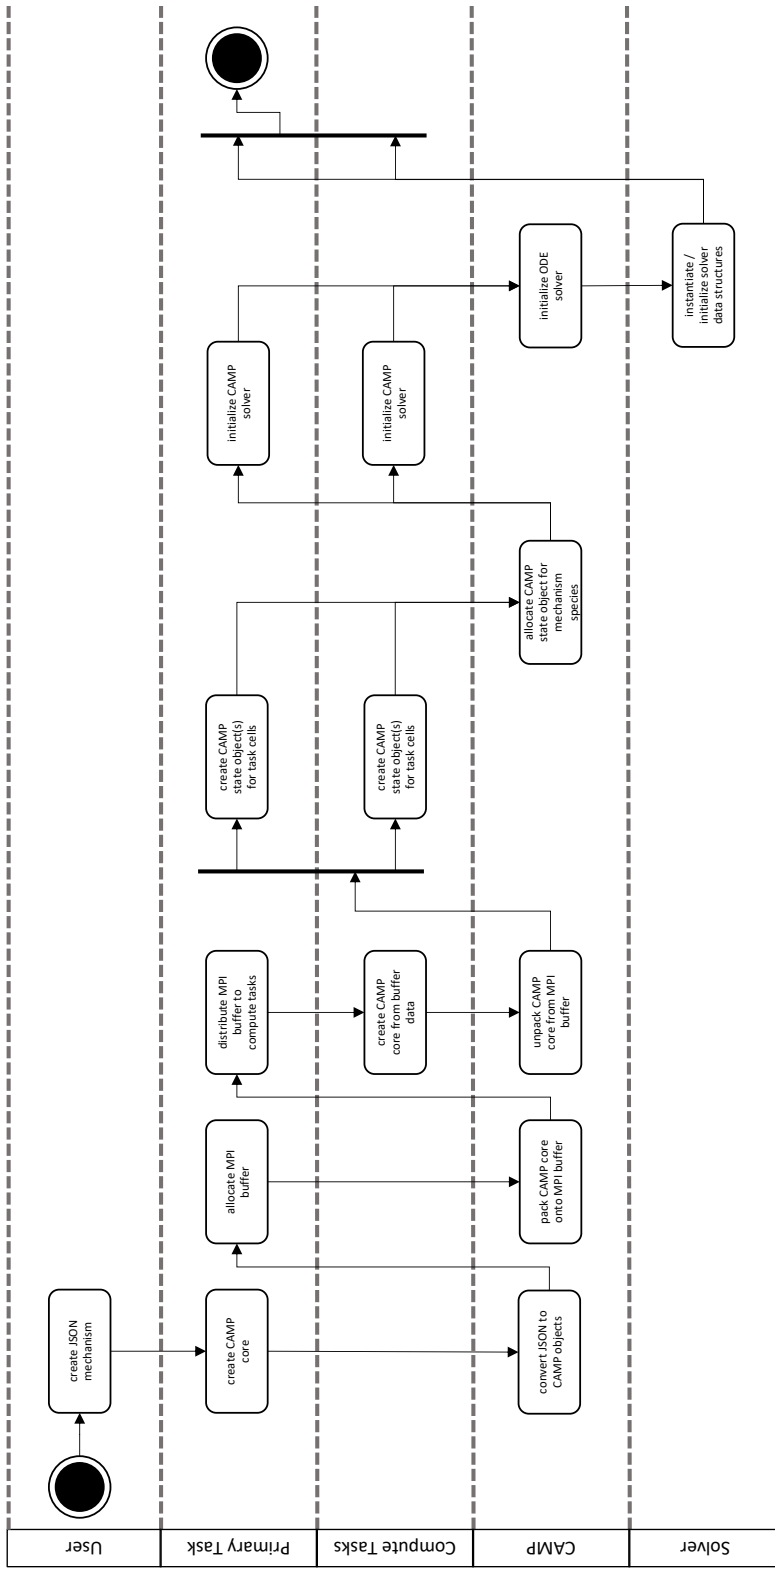 User
Primary Task
Compute Tasks
CAMP
Solver
create JSON
mechanism
create CAMP
core
convert JSON to
CAMP objects
allocate MPI
buffer
pack CAMP core
onto MPI buffer
distribute MPI
buffer to
compute tasks
create CAMP
core from buffer
data
unpack CAMP
core from MPI
buffer
create CAMP
state object(s)
for task cells
create CAMP
state object(s)
for task cells
allocate CAMP
state object for
mechanism
species
initialize CAMP
solver
initialize CAMP
solver
initialize ODE
solver
instantiate /
initialize solver
data structures